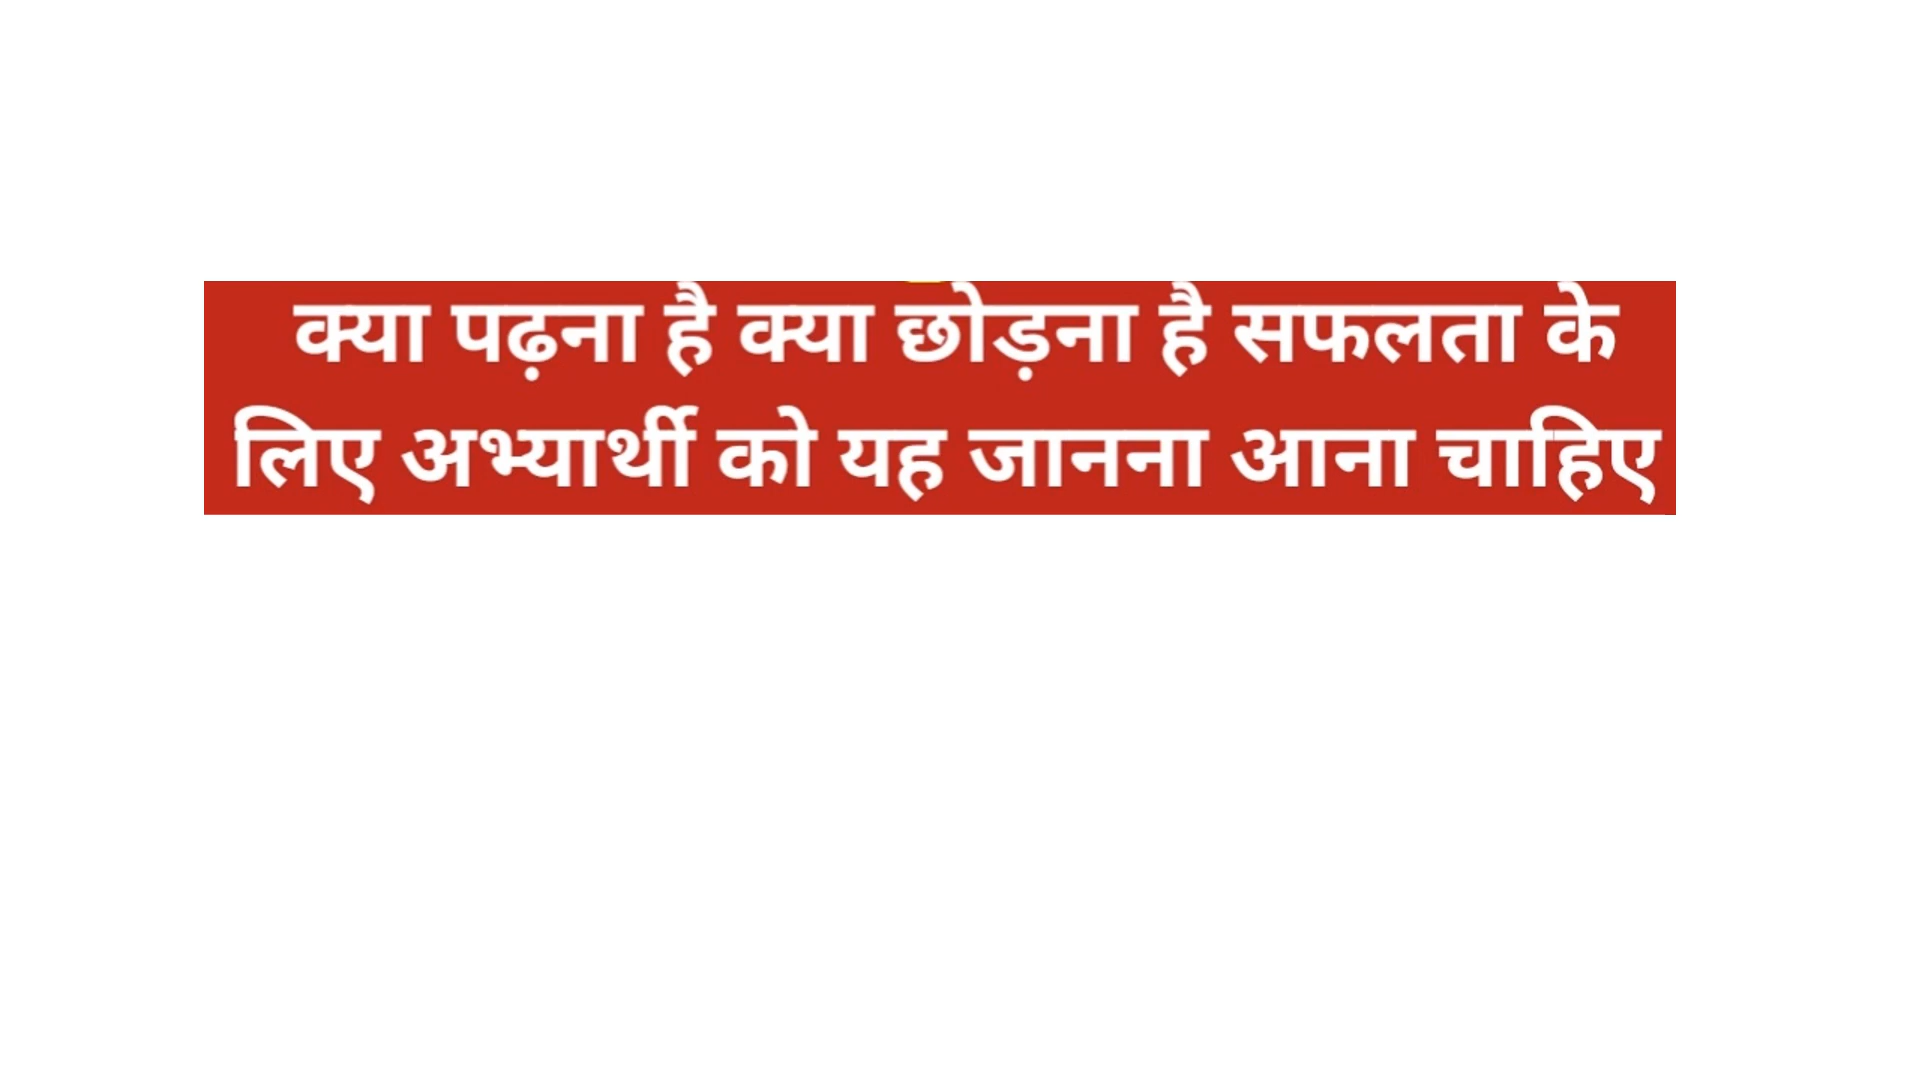 क्या पढ़ना है क्या छोड़ना है सफलता के
लिए अभ्यार्थी को यह जानना आना चाहिए